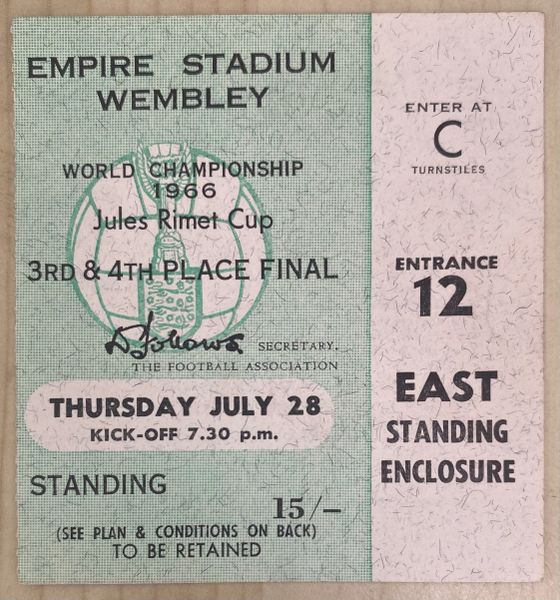 EMPIRE STADIUM
WEMBLEY
WORLD CHAMPIONSHIP
1966
Jules Rimet Cup
3RD & 4TH PLACE FINAL
D Follows SECRETARY.
THE FOOTBALL ASSOCIATION
THURSDAY JULY 28
KICK-OFF 7.30 p.m.
STANDING
15/–
(SEE PLAN & CONDITIONS ON BACK)
TO BE RETAINED
ENTER AT
C
TURNSTILES
ENTRANCE
12
EAST
STANDING
ENCLOSURE